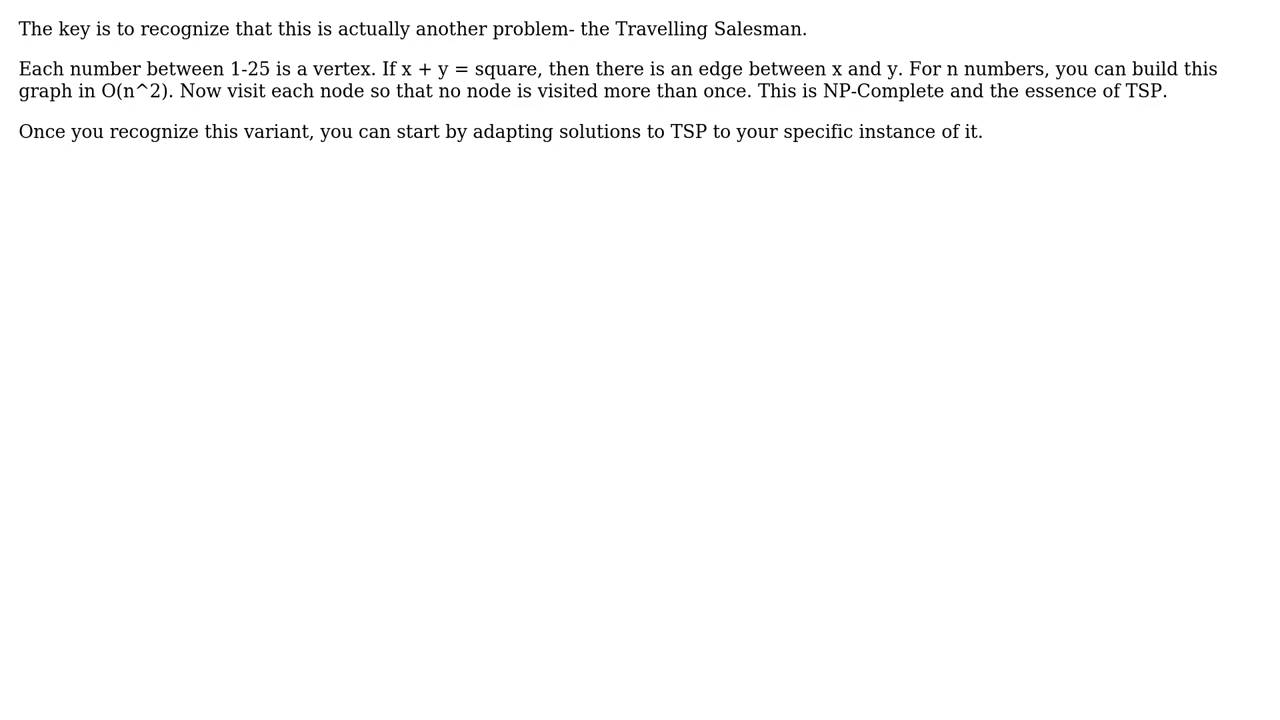 The key is to recognize that this is actually another problem- the Travelling Salesman.
Each number between 1-25 is a vertex. If x + y = square, then there is an edge between x and y. For n numbers, you can build this
graph in O(n^2). Now visit each node so that no node is visited more than once. This is NP-Complete and the essence of TSP.
Once you recognize this variant, you can start by adapting solutions to TSP to your specific instance of it.